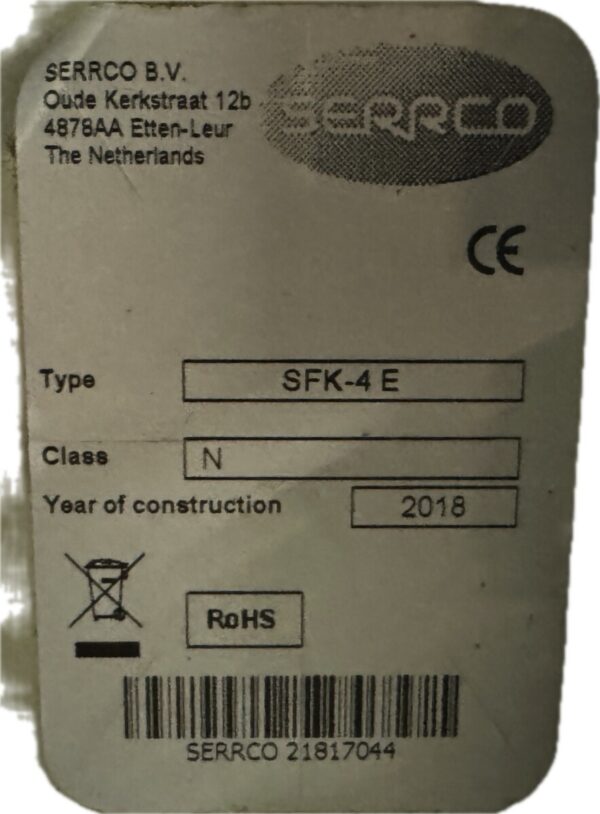 SERRCO B.V.
Oude Kerkstraat 12b
4878AA Etten-Leur
The Netherlands
SERRCO
CE
Type SFK-4 E
Class N
Year of construction 2018
RoHS
SERRCO 21817044